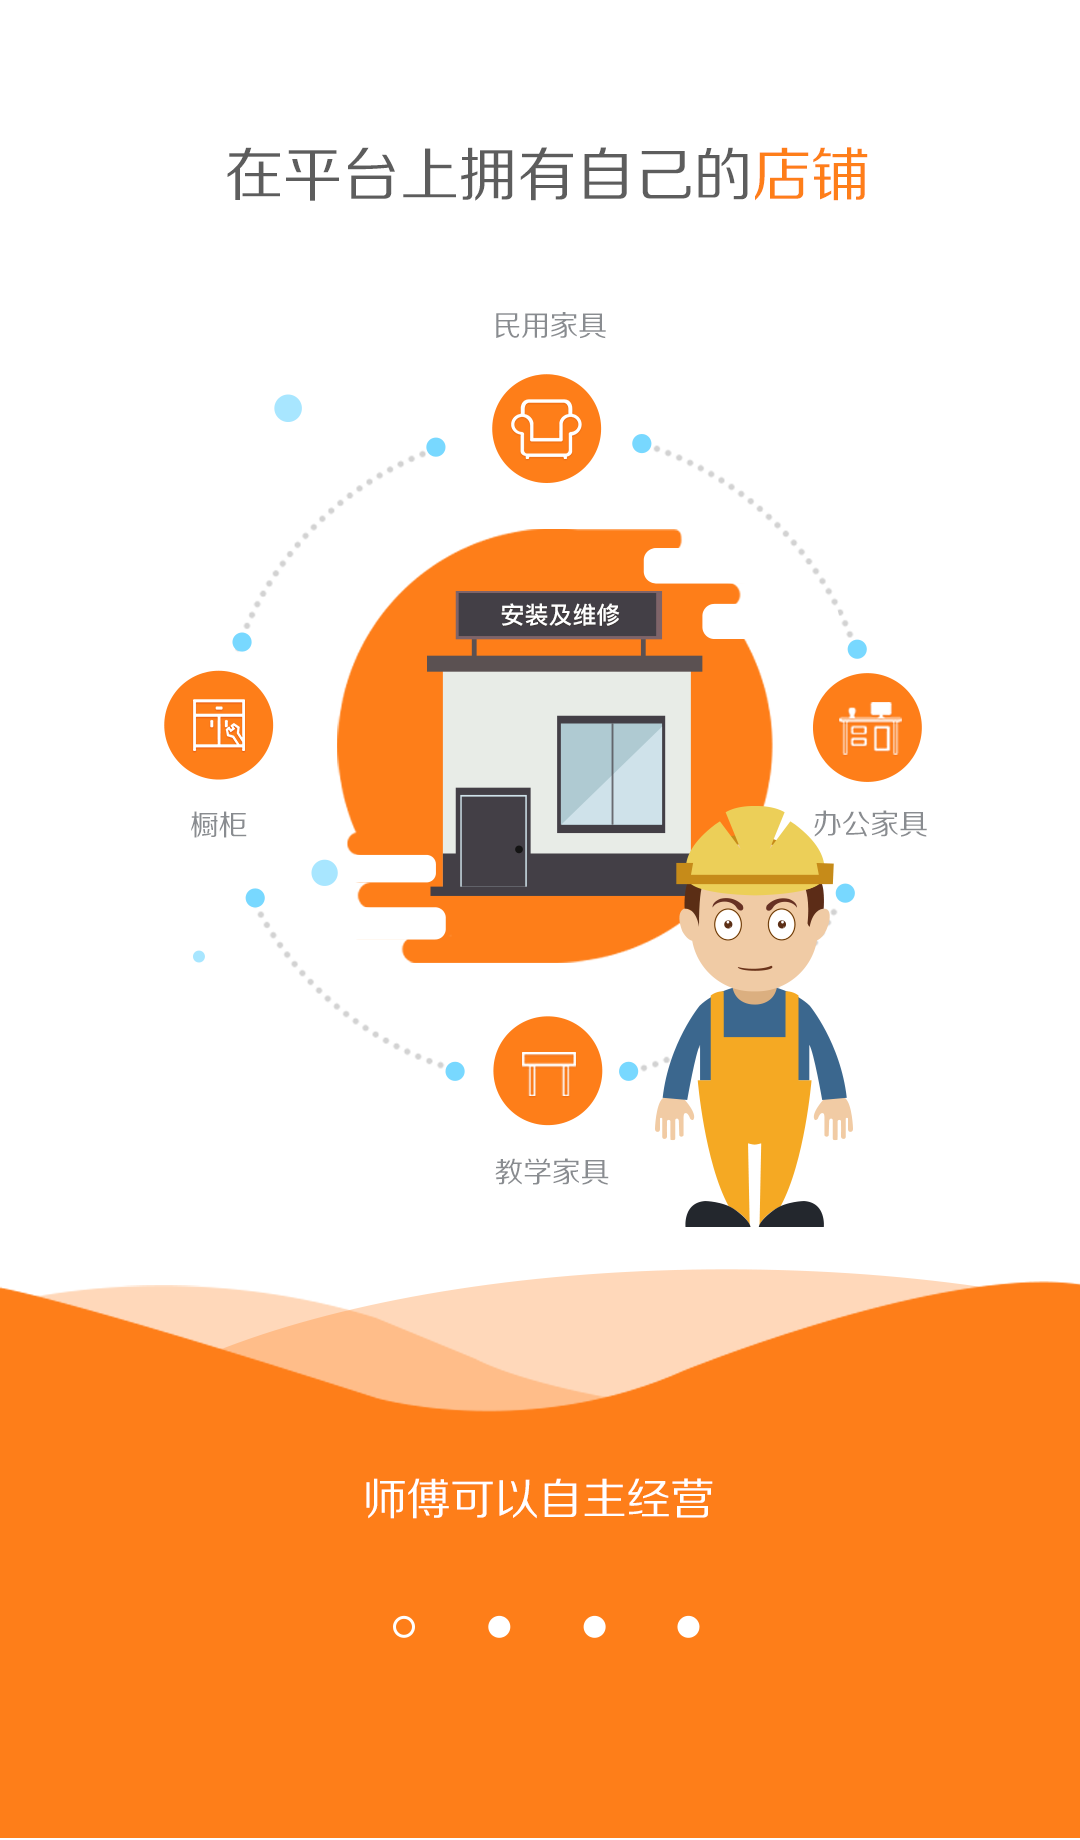 在平台上拥有自己的店铺
民用家具
安装及维修
橱柜
办公家具
教学家具
师傅可以自主经营